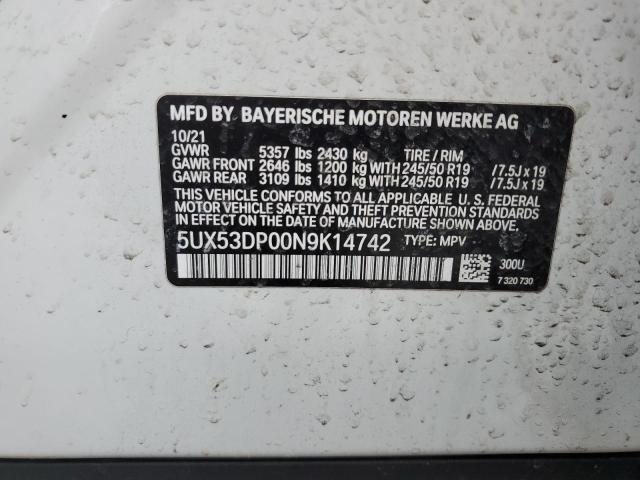 MFD BY BAYERISCHE MOTOREN WERKE AG
10/21
GVWR 5357 lbs 2430 kg TIRE / RIM
GAWR FRONT 2646 lbs 1200 kg WITH 245/50 R19 /7.5J x 19
GAWR REAR 3109 lbs 1410 kg WITH 245/50 R19 /7.5J x 19
THIS VEHICLE CONFORMS TO ALL APPLICABLE U. S. FEDERAL
MOTOR VEHICLE SAFETY AND THEFT PREVENTION STANDARDS
IN EFFECT ON THE DATE OF MANUFACTURE SHOWN ABOVE.
5UX53DP00N9K14742 TYPE: MPV
300U
7 320 730